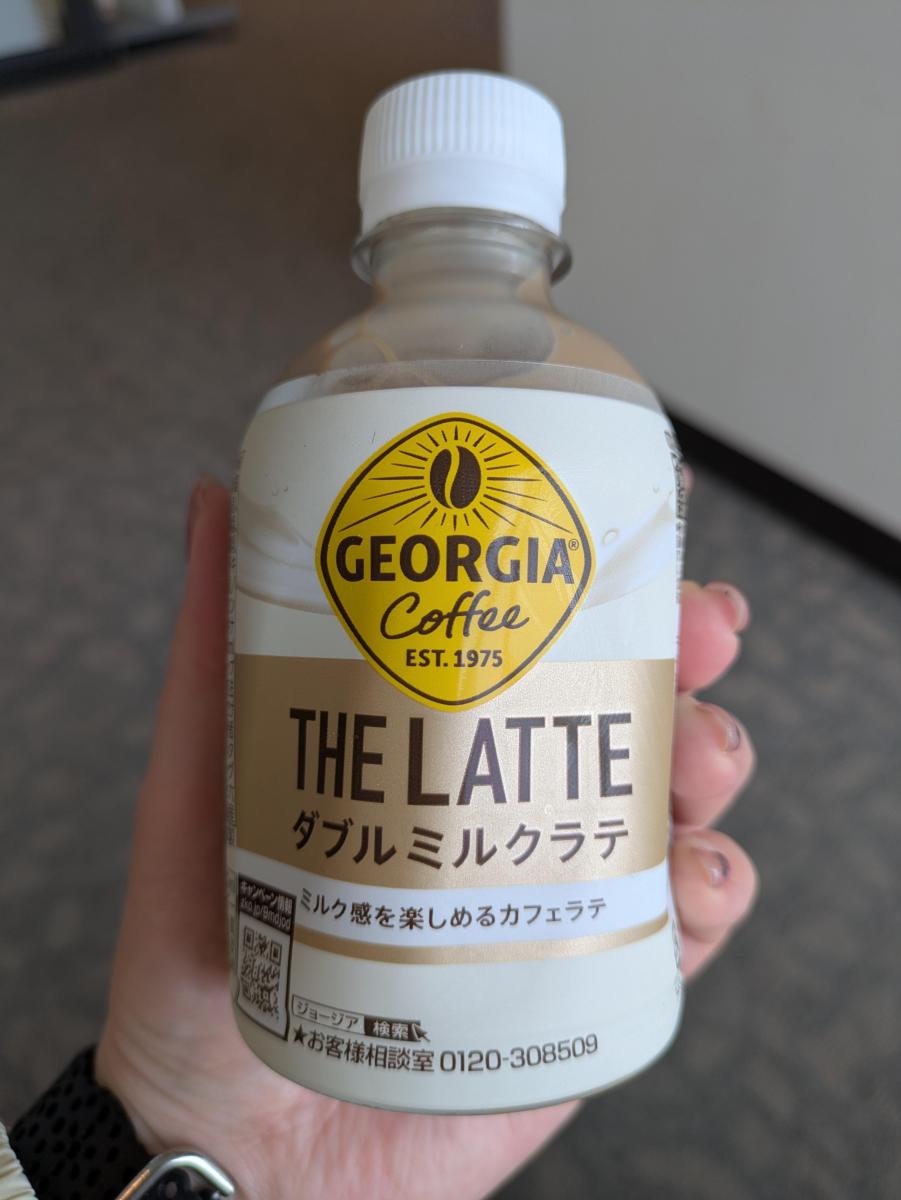 GEORGIA®
Coffee
EST. 1975
THE LATTE
ダブルミルクラテ
ミルク感を楽しめるカフェラテ
キャンペーン情報
ジョージア 検索
★お客様相談室 0120-308509